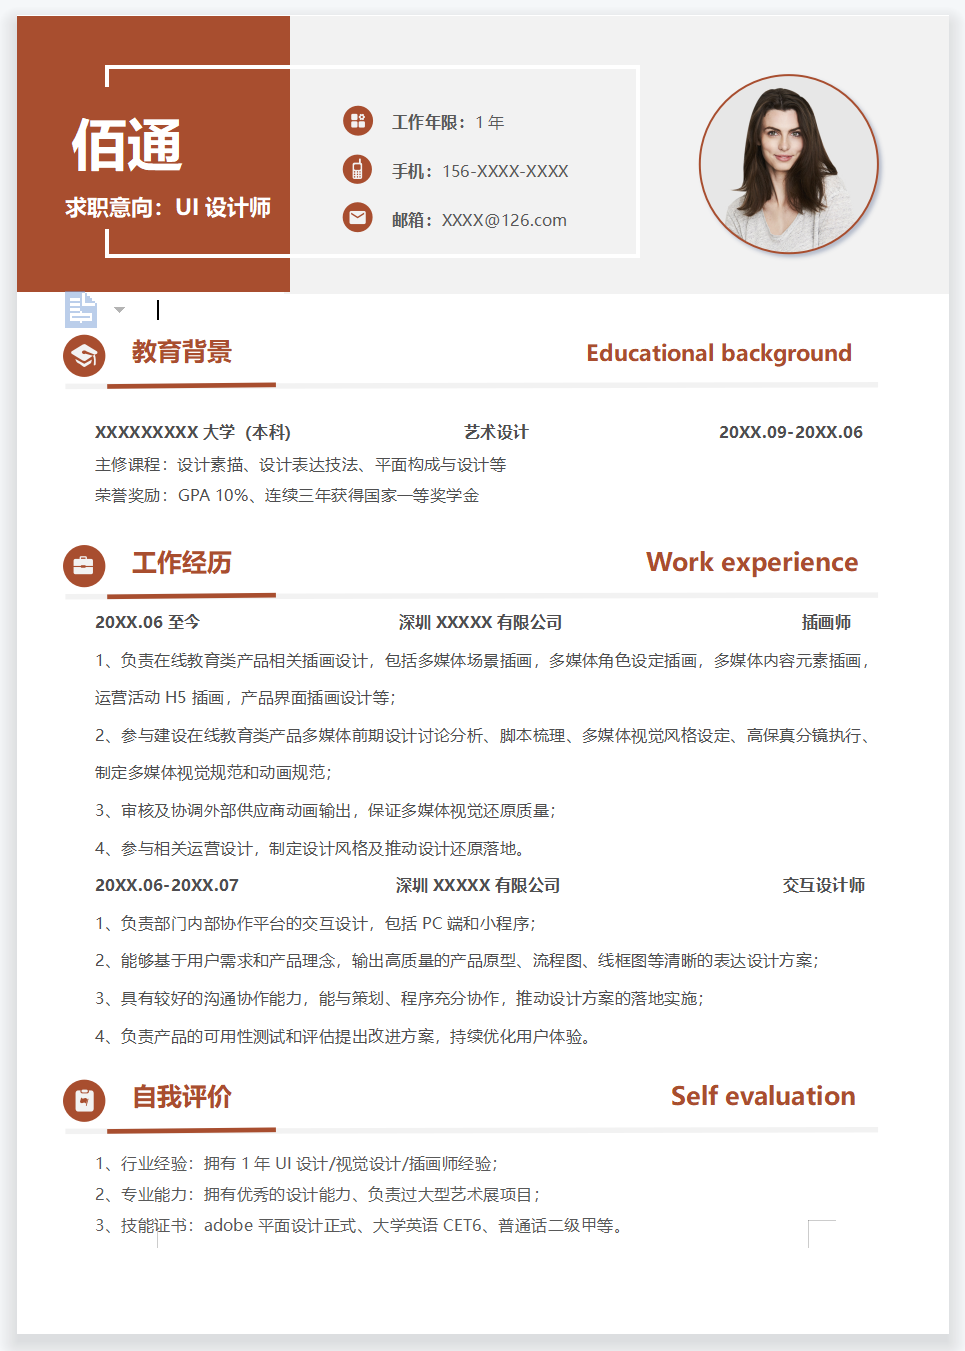 佰通
求职意向：UI 设计师
工作年限：1 年
手机：156-XXXX-XXXX
邮箱：XXXX@126.com
教育背景 Educational background
XXXXXXXXX 大学（本科） 艺术设计 20XX.09-20XX.06
主修课程：设计素描、设计表达技法、平面构成与设计等
荣誉奖励：GPA 10%、连续三年获得国家一等奖学金
工作经历 Work experience
20XX.06 至今 深圳 XXXXX 有限公司 插画师
1、负责在线教育类产品相关插画设计，包括多媒体场景插画，多媒体角色设定插画，多媒体内容元素插画，
运营活动 H5 插画，产品界面插画设计等；
2、参与建设在线教育类产品多媒体前期设计讨论分析、脚本梳理、多媒体视觉风格设定、高保真分镜执行、
制定多媒体视觉规范和动画规范；
3、审核及协调外部供应商动画输出，保证多媒体视觉还原质量；
4、参与相关运营设计，制定设计风格及推动设计还原落地。
20XX.06-20XX.07 深圳 XXXXX 有限公司 交互设计师
1、负责部门内部协作平台的交互设计，包括 PC 端和小程序；
2、能够基于用户需求和产品理念，输出高质量的产品原型、流程图、线框图等清晰的表达设计方案；
3、具有较好的沟通协作能力，能与策划、程序充分协作，推动设计方案的落地实施；
4、负责产品的可用性测试和评估提出改进方案，持续优化用户体验。
自我评价 Self evaluation
1、行业经验：拥有 1 年 UI 设计/视觉设计/插画师经验；
2、专业能力：拥有优秀的设计能力、负责过大型艺术展项目；
3、技能证书：adobe 平面设计正式、大学英语 CET6、普通话二级甲等。